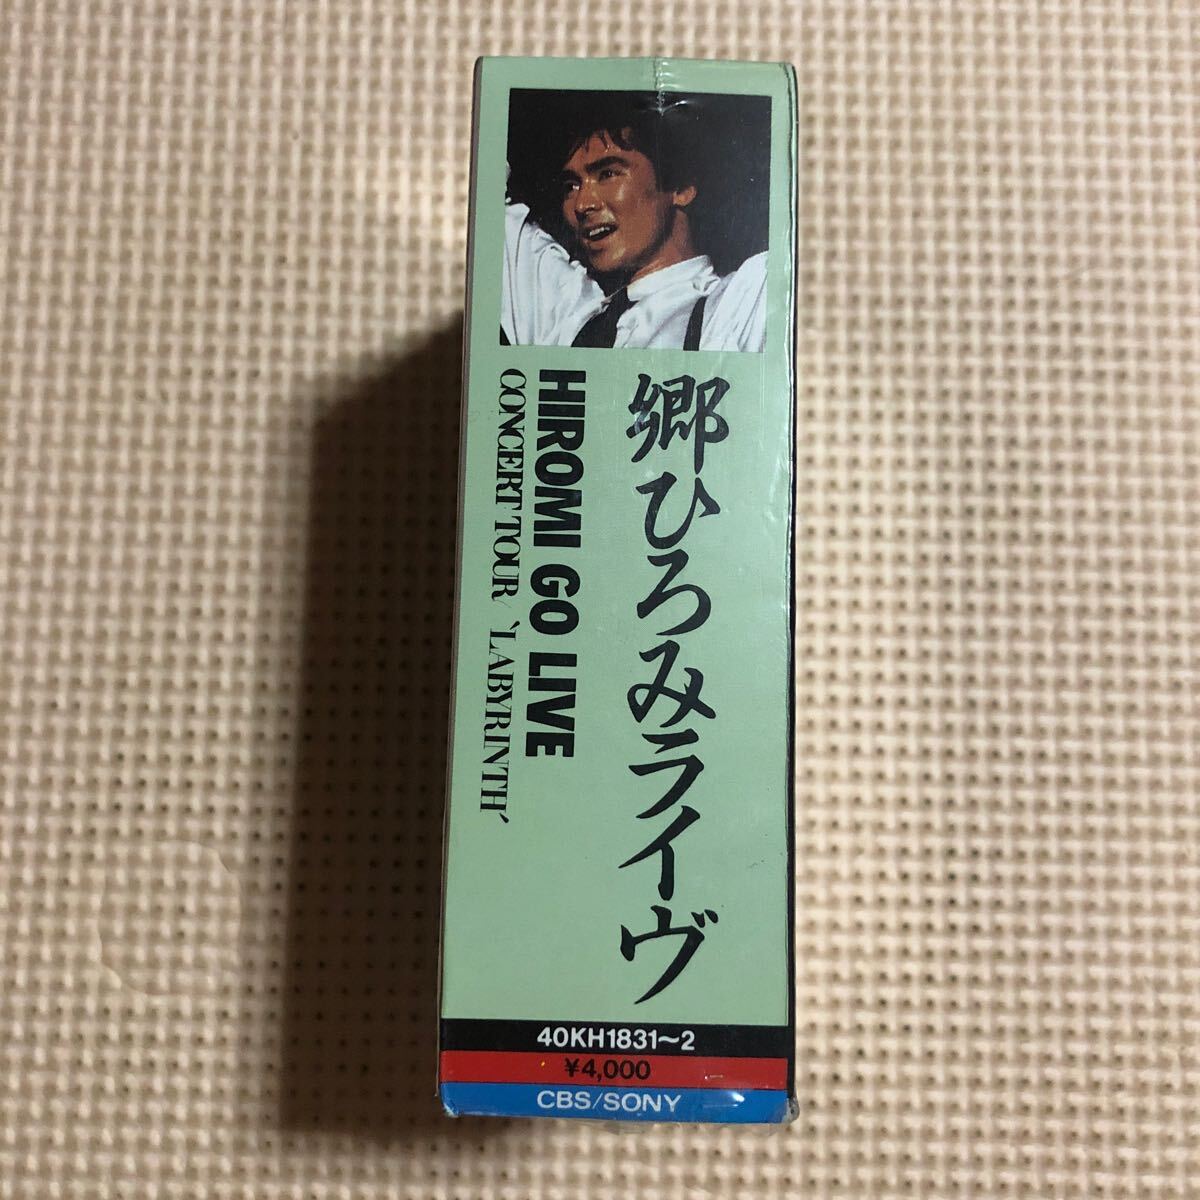 郷ひろみライヴ
HIROMI GO LIVE
CONCERT TOUR/‘LABYRINTH’
40KH1831~2
¥4,000
CBS/SONY